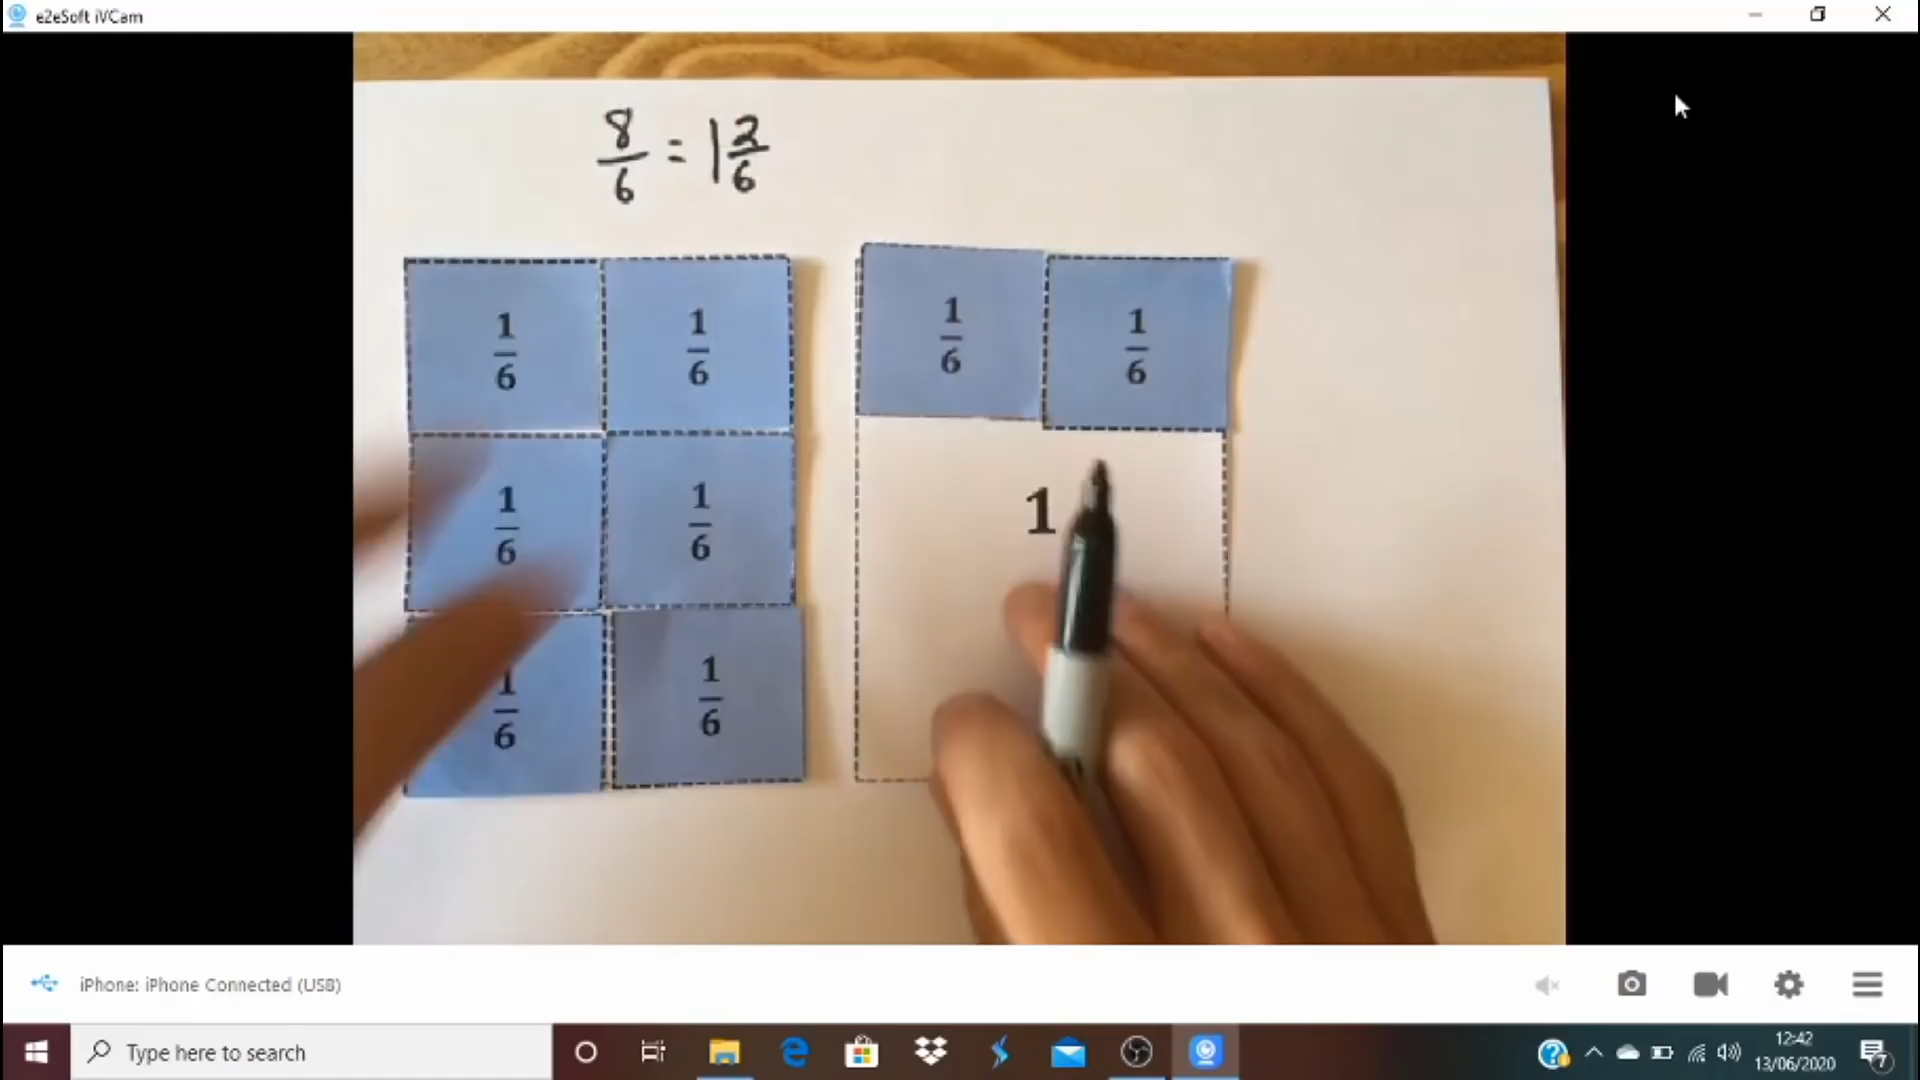 e2eSoft iVCam
8/6 = 1 2/6
1/6 1/6 1/6 1/6
1/6 1/6
1
1/6 1/6
iPhone: iPhone Connected (USB)
Type here to search
12:42
13/06/2020
7